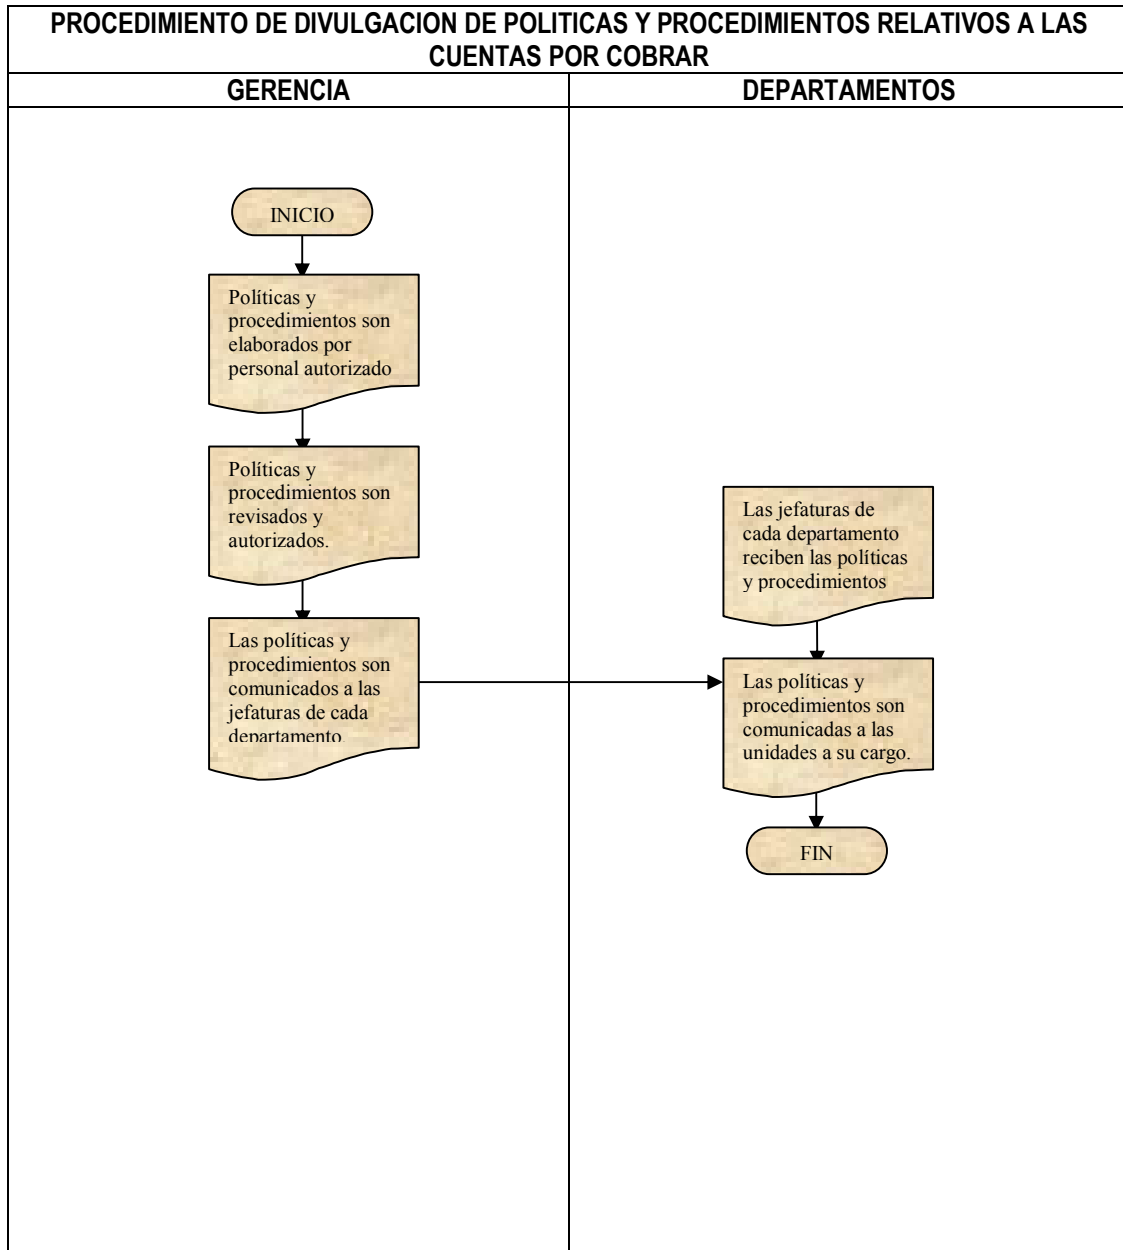 PROCEDIMIENTO DE DIVULGACION DE POLITICAS Y PROCEDIMIENTOS RELATIVOS A LAS
CUENTAS POR COBRAR
GERENCIA
DEPARTAMENTOS
INICIO
Políticas y
procedimientos son
elaborados por
personal autorizado
Políticas y
procedimientos son
revisados y
autorizados.
Las políticas y
procedimientos son
comunicados a las
jefaturas de cada
departamento.
Las jefaturas de
cada departamento
reciben las políticas
y procedimientos
Las políticas y
procedimientos son
comunicadas a las
unidades a su cargo.
FIN